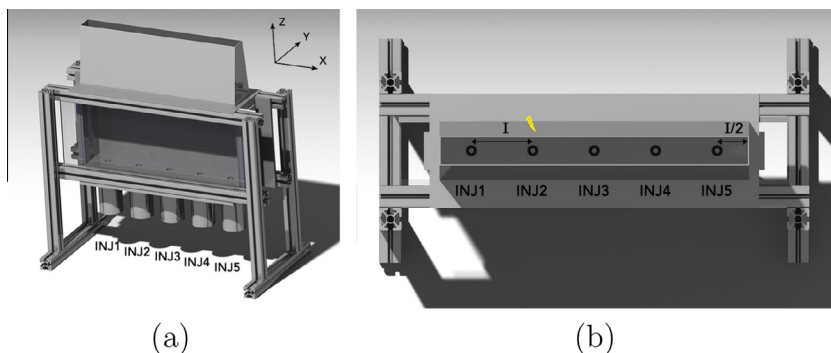 Z
Y
X
INJ1
INJ2
INJ3
INJ4
INJ5
(a)
I
I/2
INJ1 INJ2 INJ3 INJ4 INJ5
(b)